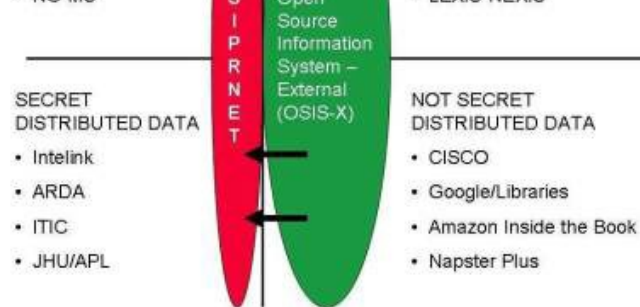 Source
Information
System –
External
(OSIS-X)
I
P
R
N
E
T
SECRET
DISTRIBUTED DATA
• Intelink
• ARDA
• ITIC
• JHU/APL
NOT SECRET
DISTRIBUTED DATA
• CISCO
• Google/Libraries
• Amazon Inside the Book
• Napster Plus